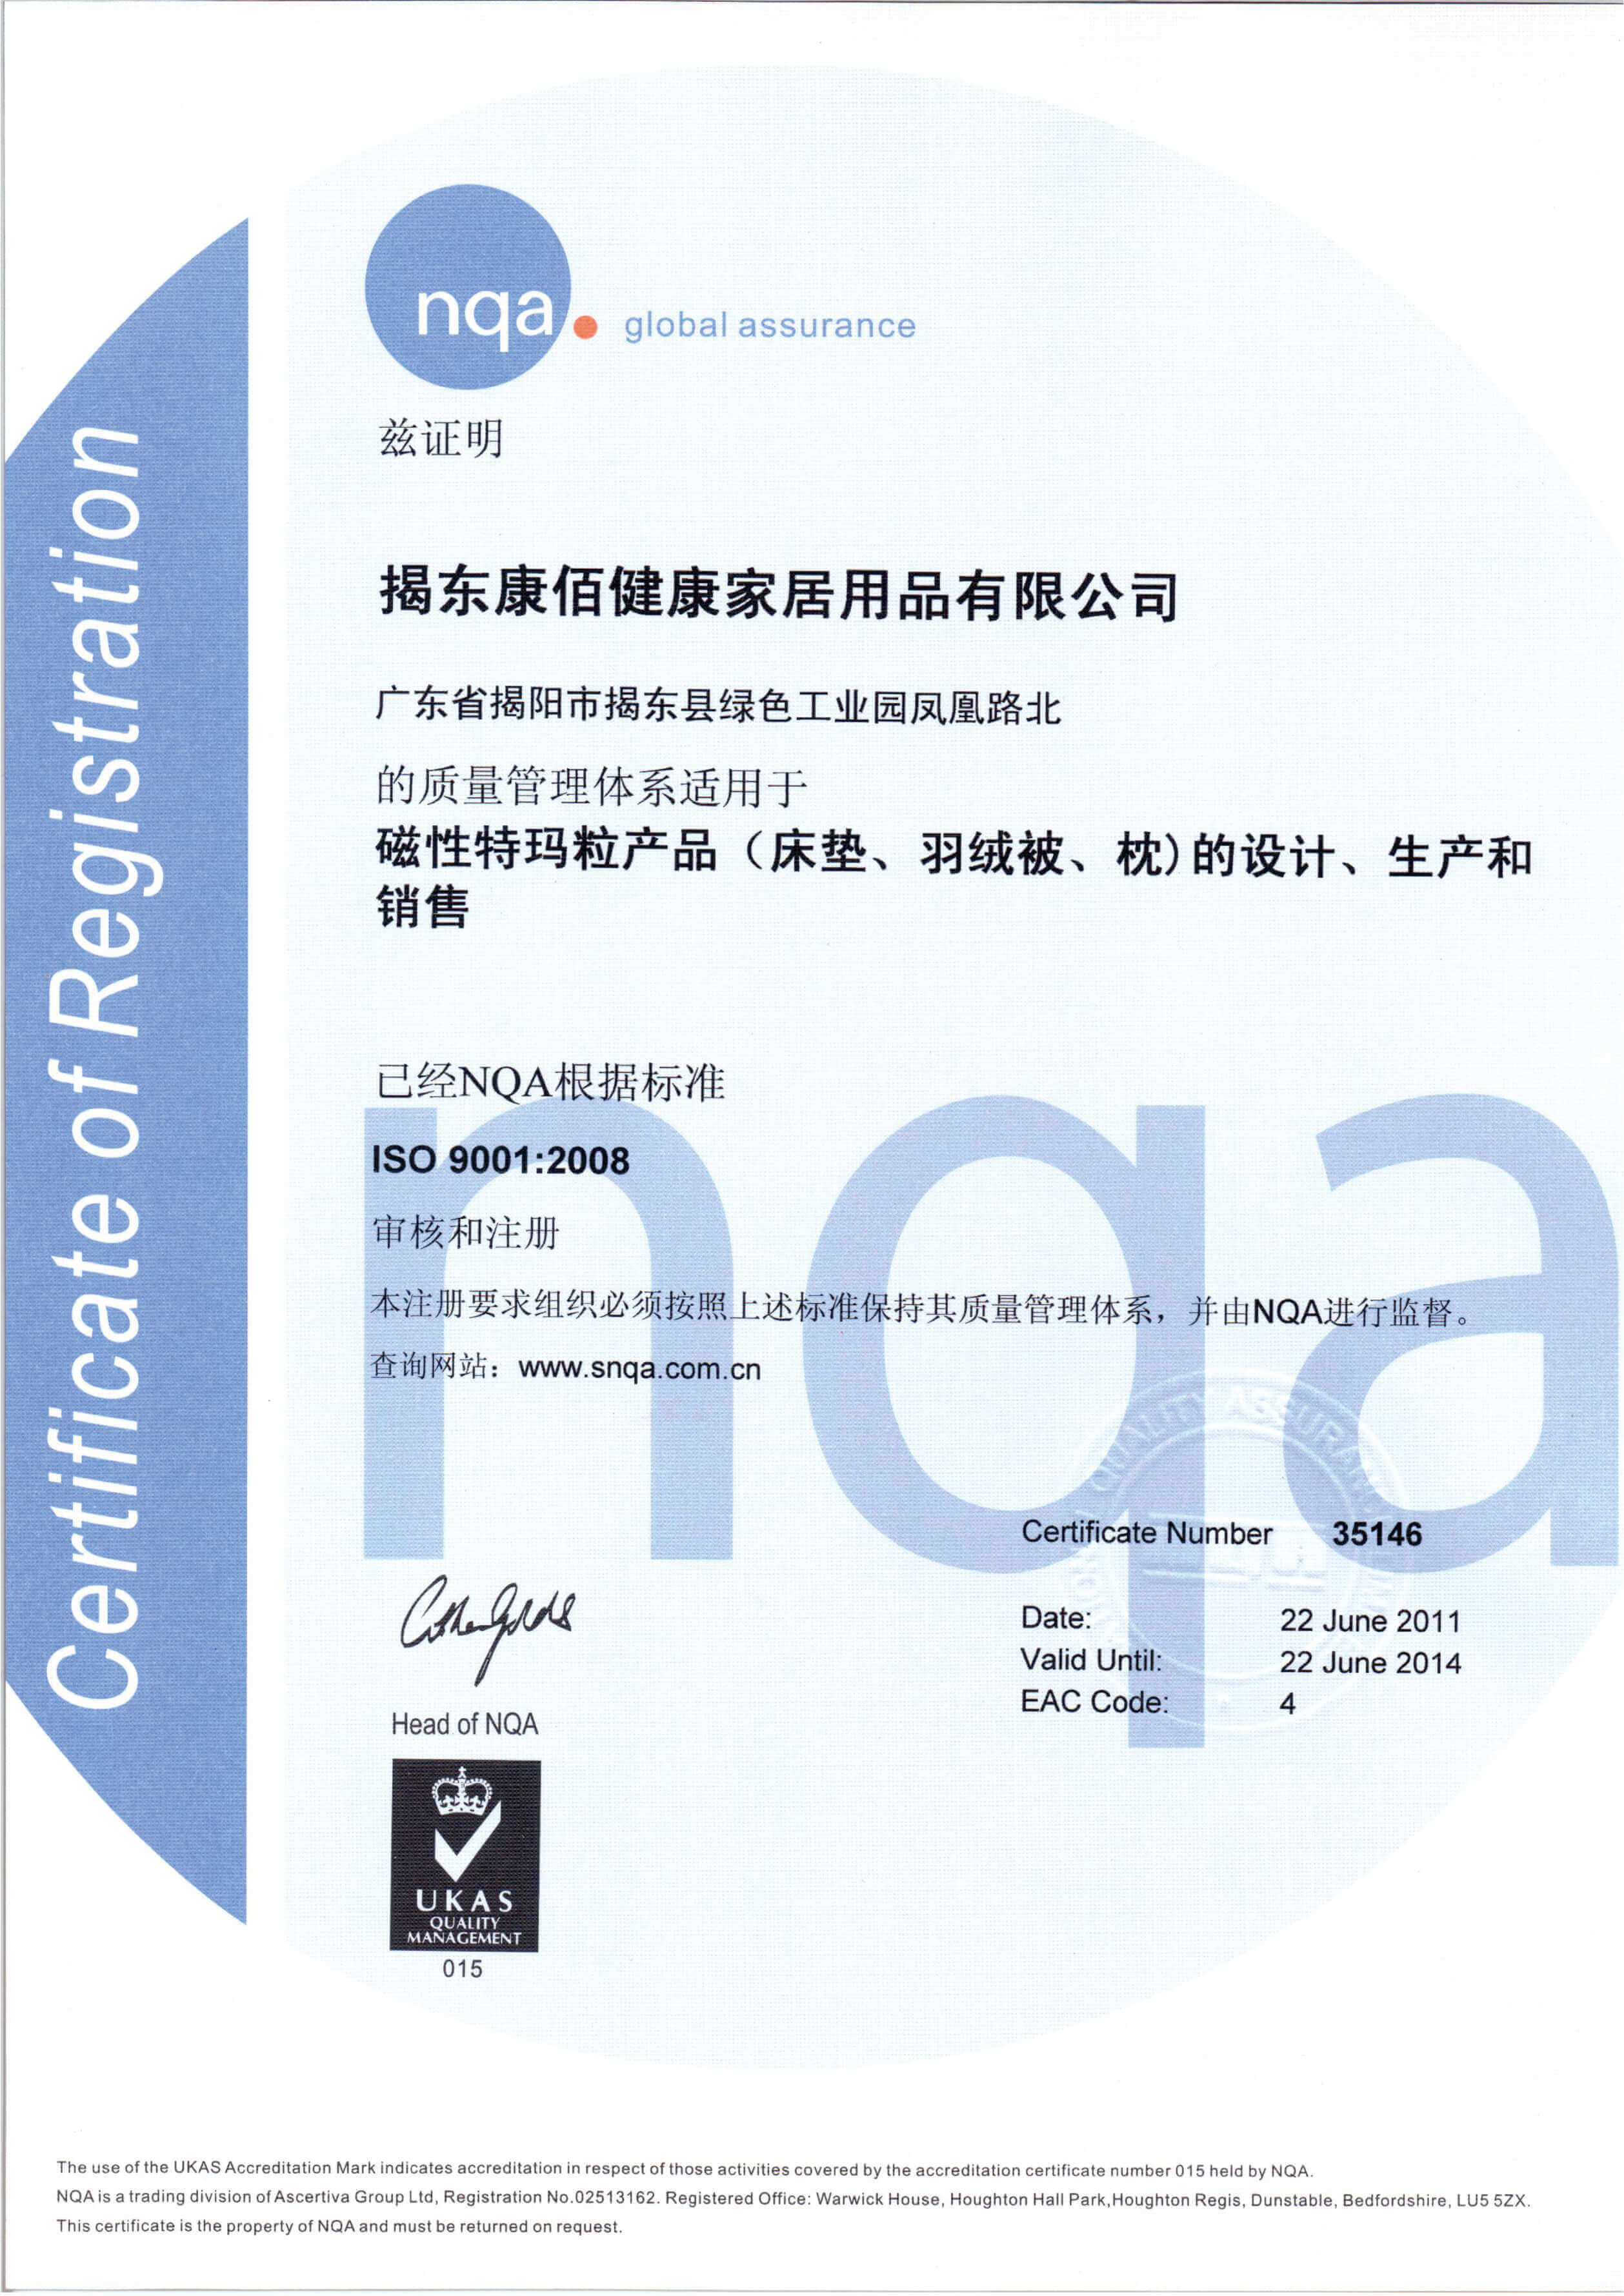 Certificate of Registration
nqa.
global assurance
兹证明
揭东康佰健康家居用品有限公司
广东省揭阳市揭东县绿色工业园凤凰路北
的质量管理体系适用于
磁性特玛粒产品（床垫、羽绒被、枕)的设计、生产和
销售
已经NQA根据标准
ISO 9001:2008
审核和注册
本注册要求组织必须按照上述标准保持其质量管理体系，并由NQA进行监督。
查询网站：www.snqa.com.cn
nqa
QUALITY ASSURANCE
Certificate Number 35146
Date: 22 June 2011
Valid Until: 22 June 2014
EAC Code: 4
Head of NQA
UKAS
QUALITY
MANAGEMENT
015
The use of the UKAS Accreditation Mark indicates accreditation in respect of those activities covered by the accreditation certificate number 015 held by NQA.
NQA is a trading division of Ascertiva Group Ltd, Registration No.02513162. Registered Office: Warwick House, Houghton Hall Park,Houghton Regis, Dunstable, Bedfordshire, LU5 5ZX.
This certificate is the property of NQA and must be returned on request.